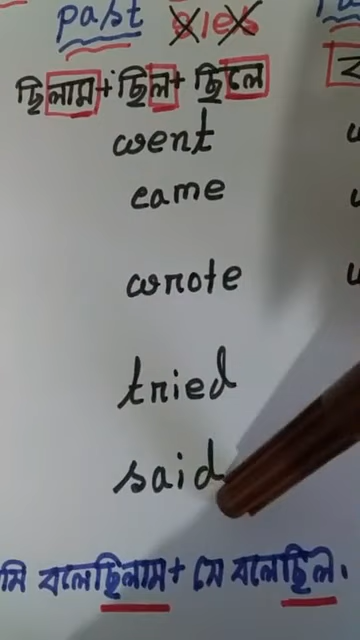 past
ছিলাম + ছিল + ছিলে
went
came
wrote
tried
said
বলেছিলাম + সে বলেছিল.